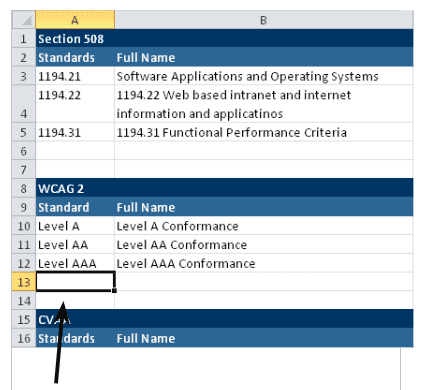 A B
1 Section 508
2 Standards Full Name
3 1194.21 Software Applications and Operating Systems
1194.22 1194.22 Web based intranet and internet
4 information and applicatinos
5 1194.31 1194.31 Functional Performance Criteria
6
7
8 WCAG 2
9 Standard Full Name
10 Level A Level A Conformance
11 Level AA Level AA Conformance
12 Level AAA Level AAA Conformance
13
14
15
16 Standards Full Name